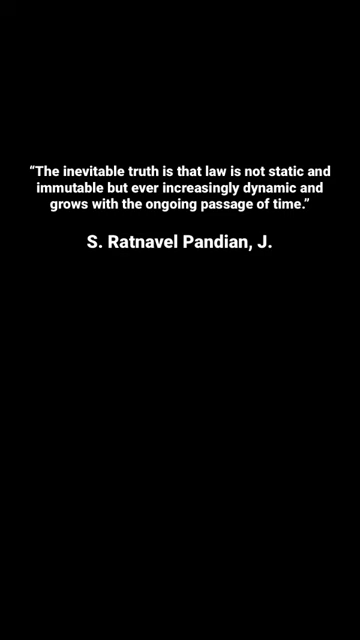 “The inevitable truth is that law is not static and
immutable but ever increasingly dynamic and
grows with the ongoing passage of time.”
S. Ratnavel Pandian, J.